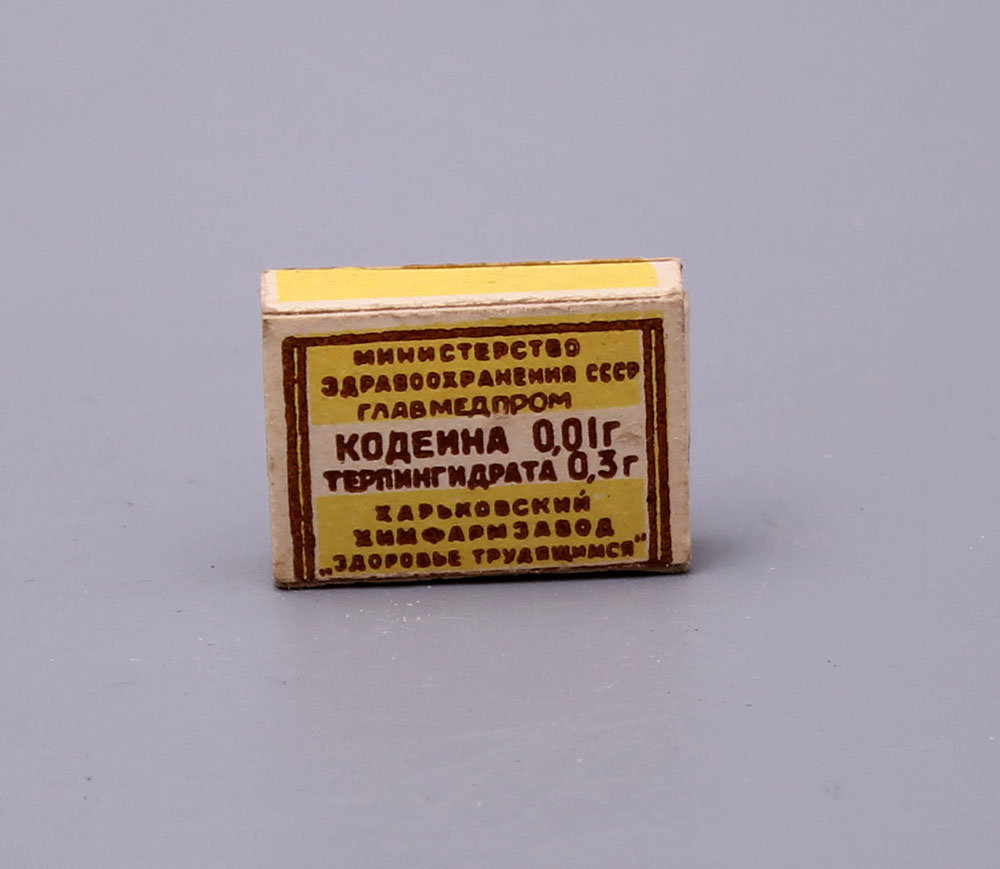 МИНИСТЕРСТВО
ЗДРАВООХРАНЕНИЯ СССР
ГЛАВМЕДПРОМ
КОДЕИНА 0,01г
ТЕРПИНГИДРАТА 0,3г
ХАРЬКОВСКИЙ
ХИМФАРМЗАВОД
„ЗДОРОВЬЕ ТРУДЯЩИМСЯ"